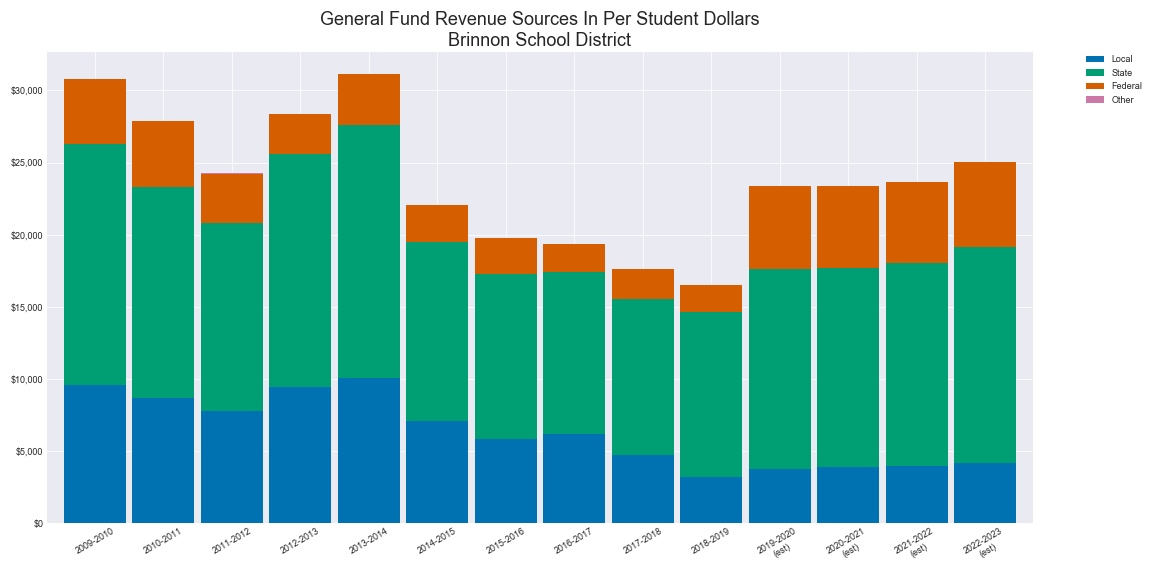 General Fund Revenue Sources In Per Student Dollars
Brinnon School District
Local
State
Federal
Other
$30,000
$25,000
$20,000
$15,000
$10,000
$5,000
$0
2009-2010
2010-2011
2011-2012
2012-2013
2013-2014
2014-2015
2015-2016
2016-2017
2017-2018
2018-2019
2019-2020
(est)
2020-2021
(est)
2021-2022
(est)
2022-2023
(est)